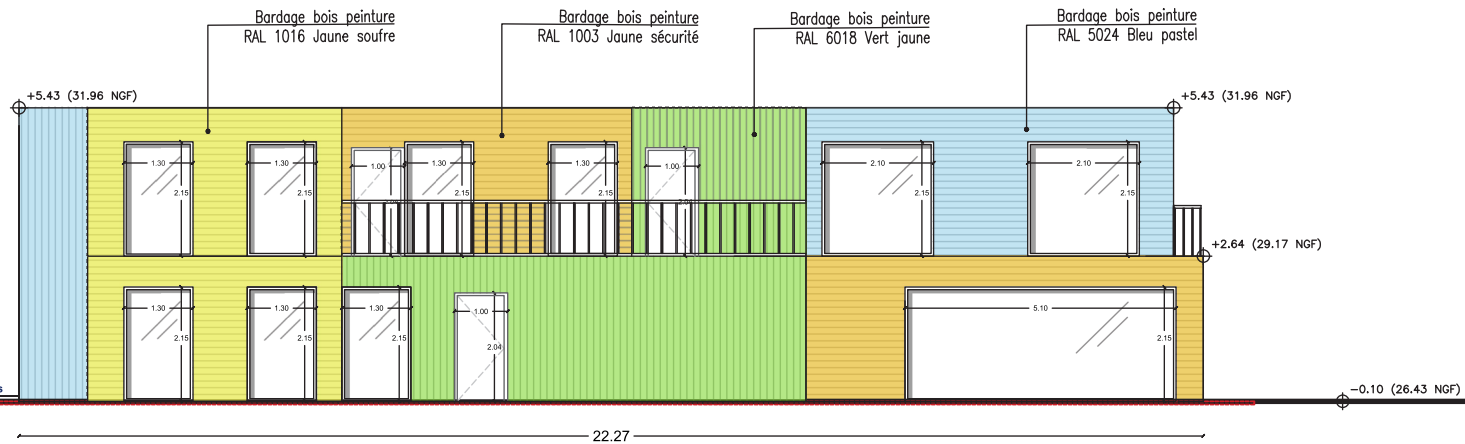 Bardage bois peinture
RAL 1016 Jaune soufre
Bardage bois peinture
RAL 1003 Jaune sécurité
Bardage bois peinture
RAL 6018 Vert jaune
Bardage bois peinture
RAL 5024 Bleu pastel
+5.43 (31.96 NGF)
+5.43 (31.96 NGF)
1.30
2.15
1.30
2.15
1.00
1.30
2.15
1.30
2.15
1.00
2.10
2.15
2.10
2.15
+2.64 (29.17 NGF)
1.30
2.15
1.30
2.15
1.30
2.15
1.00
2.04
5.10
2.15
s
−0.10 (26.43 NGF)
22.27